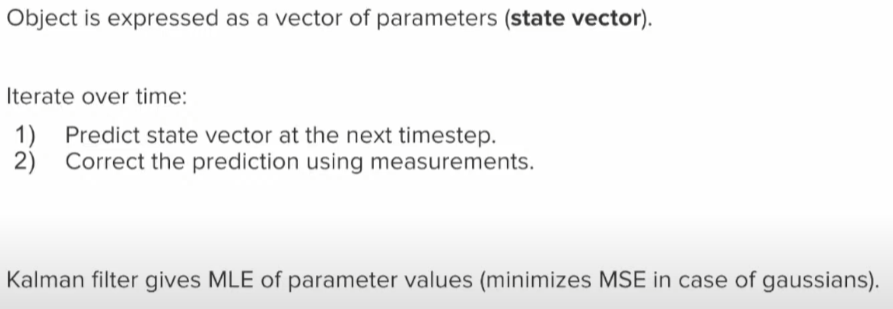 Object is expressed as a vector of parameters (state vector).
Iterate over time:
1) Predict state vector at the next timestep.
2) Correct the prediction using measurements.
Kalman filter gives MLE of parameter values (minimizes MSE in case of gaussians).